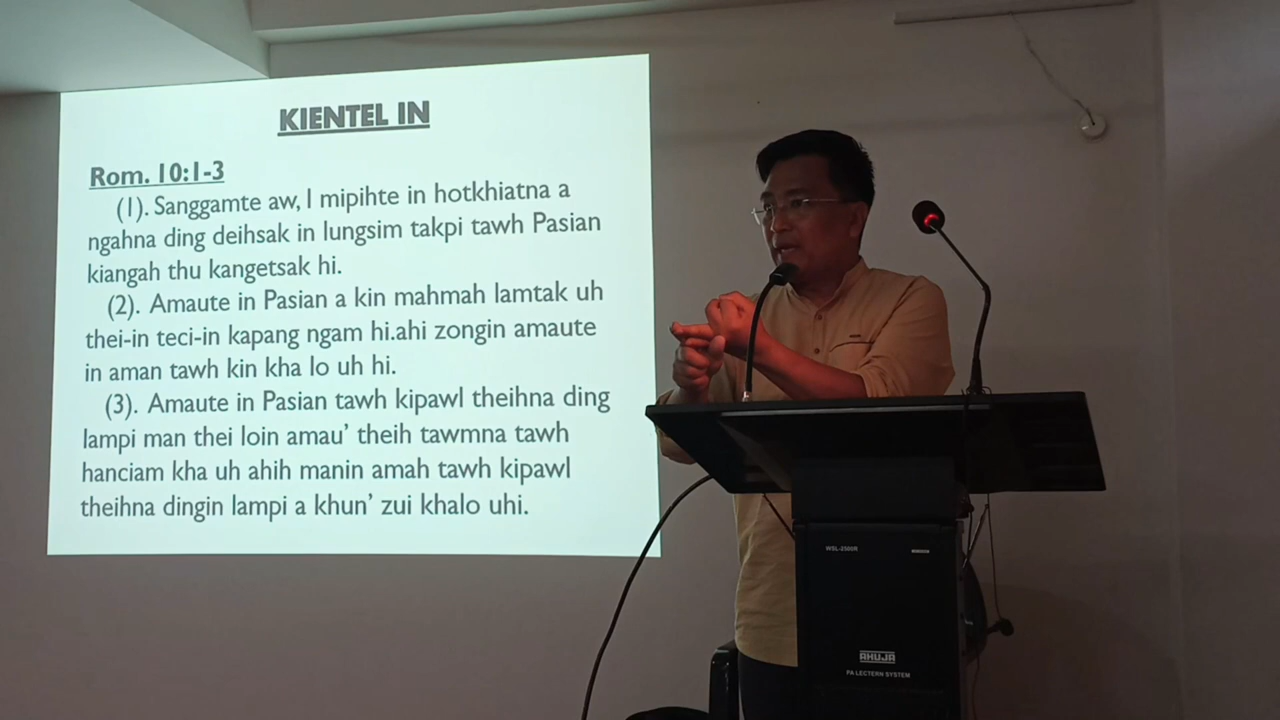 KIENTEL IN
Rom. 10:1-3
(1). Sanggamte aw, I mipihte in hotkhiatna a
ngahna ding deihsak in lungsim takpi tawh Pasian
kiangah thu kangetsak hi.
(2). Amaute in Pasian a kin mahmah lamtak uh
thei-in teci-in kapang ngam hi.ahi zongin amaute
in aman tawh kin kha lo uh hi.
(3). Amaute in Pasian tawh kipawl theihna ding
lampi man thei loin amau’ theih tawmna tawh
hanciam kha uh ahih manin amah tawh kipawl
theihna dingin lampi a khun’ zui khalo uhi.
WSL-2500R
AHUJA
PA LECTERN SYSTEM